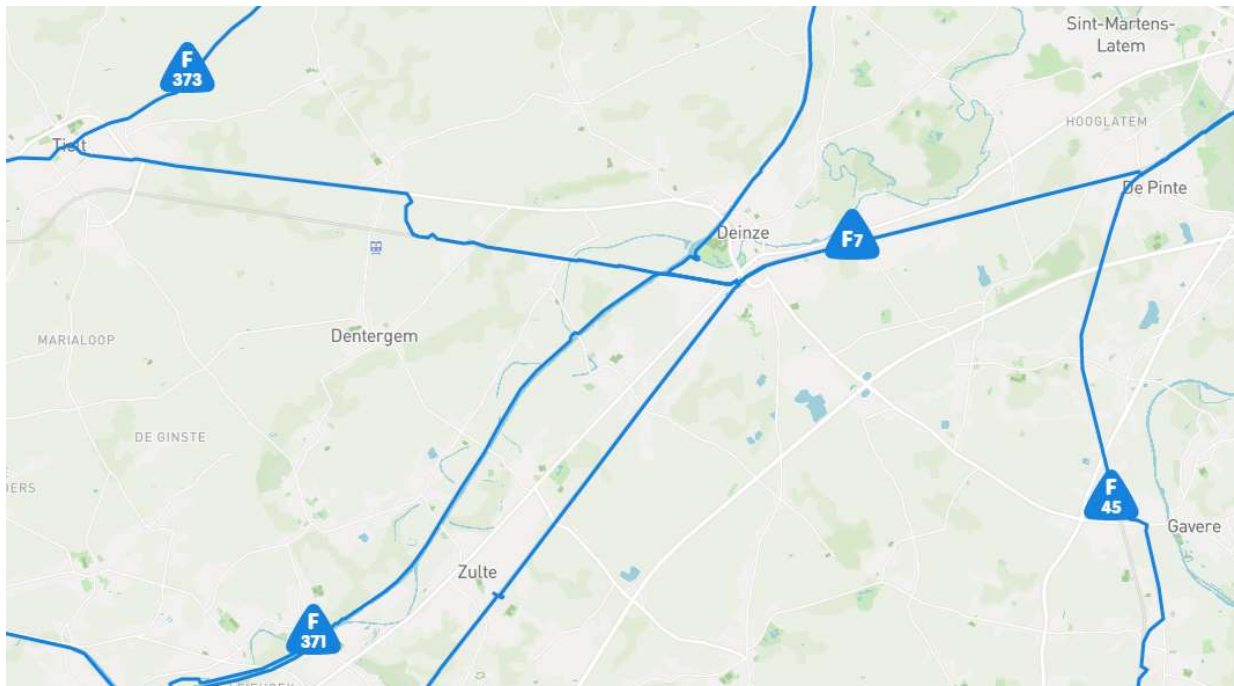 Sint-Martens-
Latem
F
373
HOOGLATEM
Tielt
De Pinte
Deinze
F7
Dentergem
MARIALOOP
DE GINSTE
F
45
Gavere
Zulte
F
371